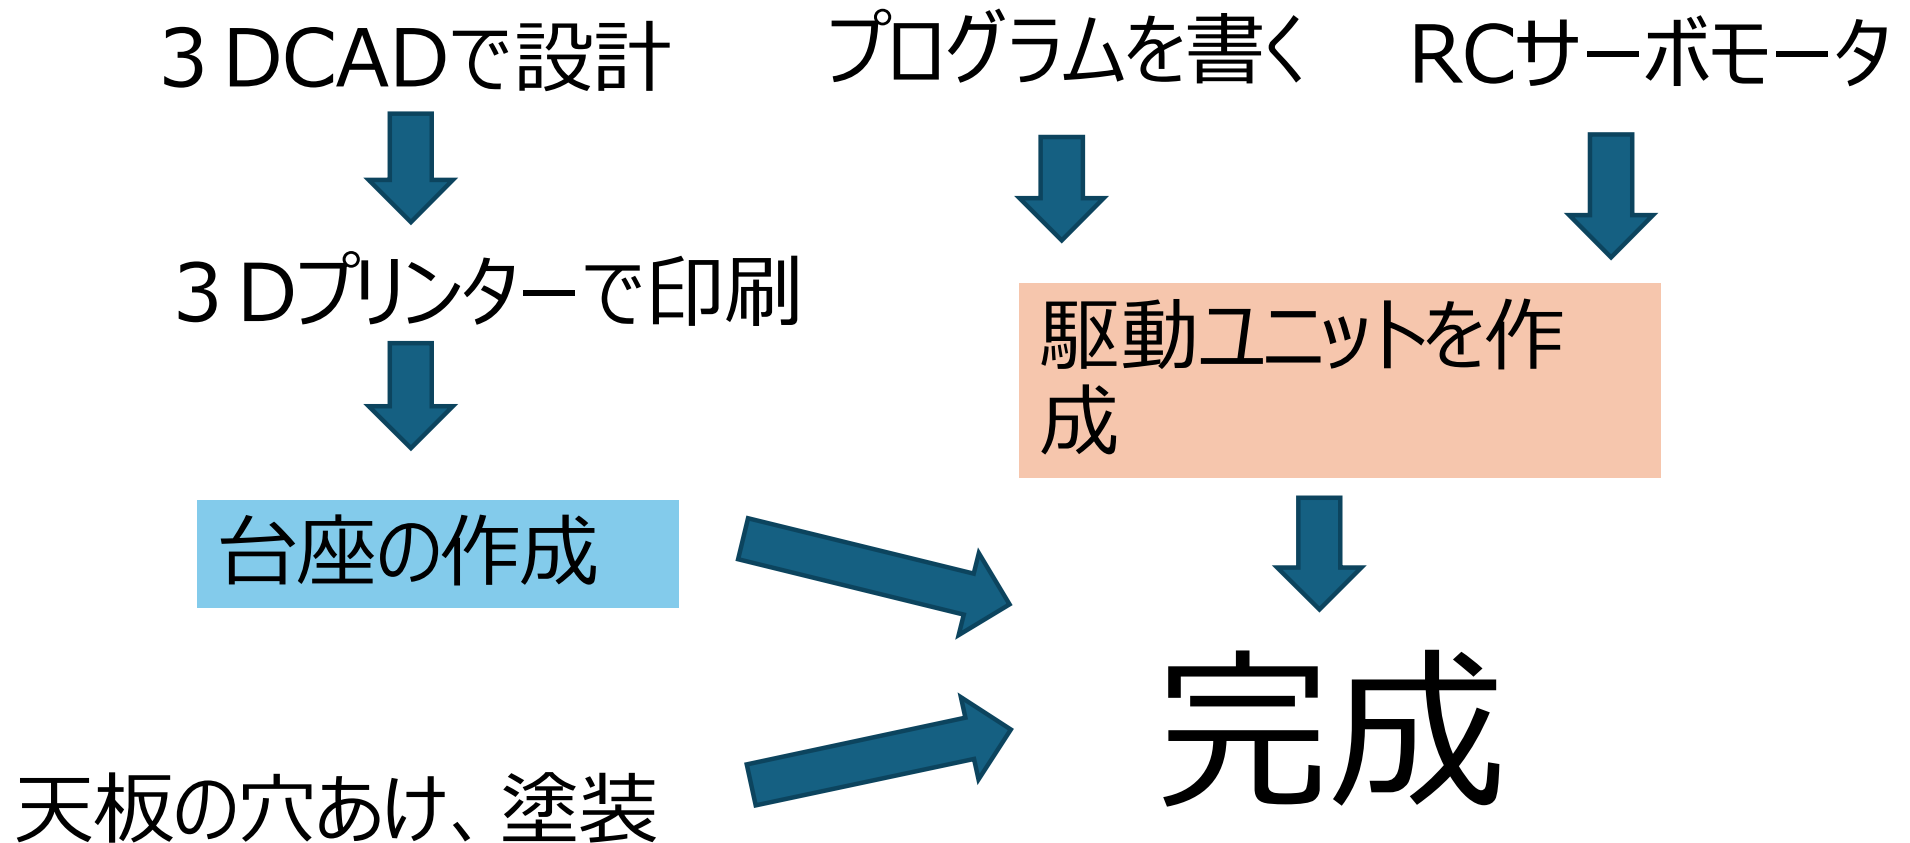 ３DCADで設計
プログラムを書く
RCサーボモータ
３Dプリンターで印刷
駆動ユニットを作
成
台座の作成
完成
天板の穴あけ、塗装